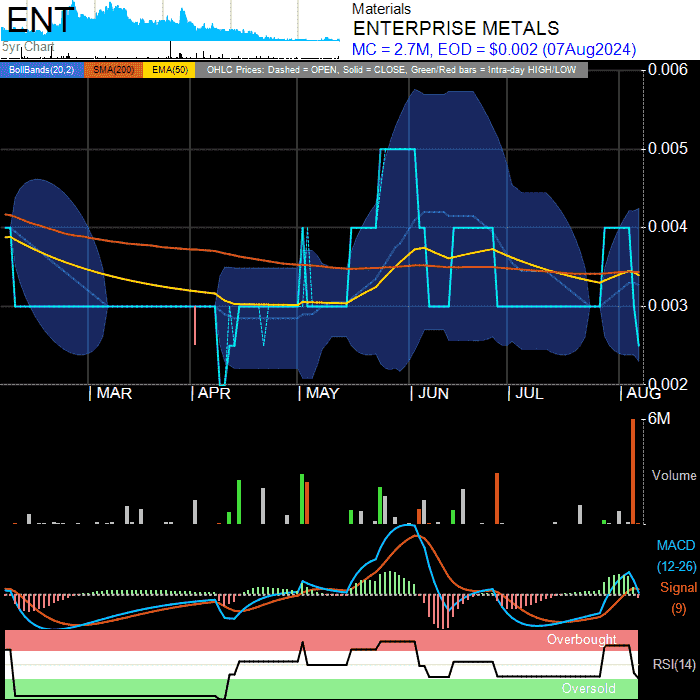 ENT
5yr Chart
Materials
ENTERPRISE METALS
MC = 2.7M, EOD = $0.002 (07Aug2024)
BollBands(20,2) SMA(200) EMA(50) OHLC Prices: Dashed = OPEN, Solid = CLOSE, Green/Red bars = Intra-day HIGH/LOW
0.006
0.005
0.004
0.003
0.002
MAR APR MAY JUN JUL AUG
6M
Volume
MACD
(12-26)
Signal
(9)
Overbought
RSI(14)
Oversold